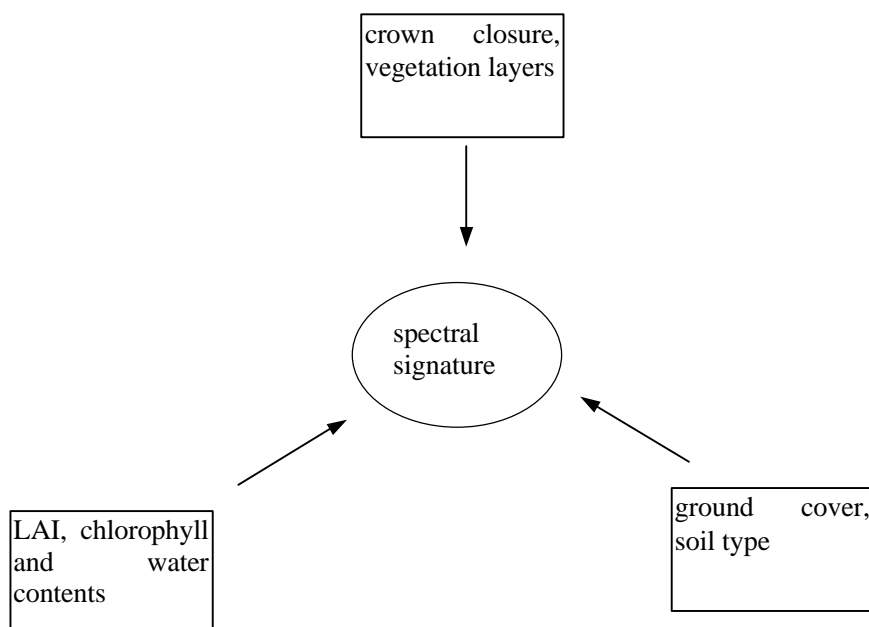 crown closure,
vegetation layers
spectral
signature
LAI, chlorophyll
and water
contents
ground cover,
soil type